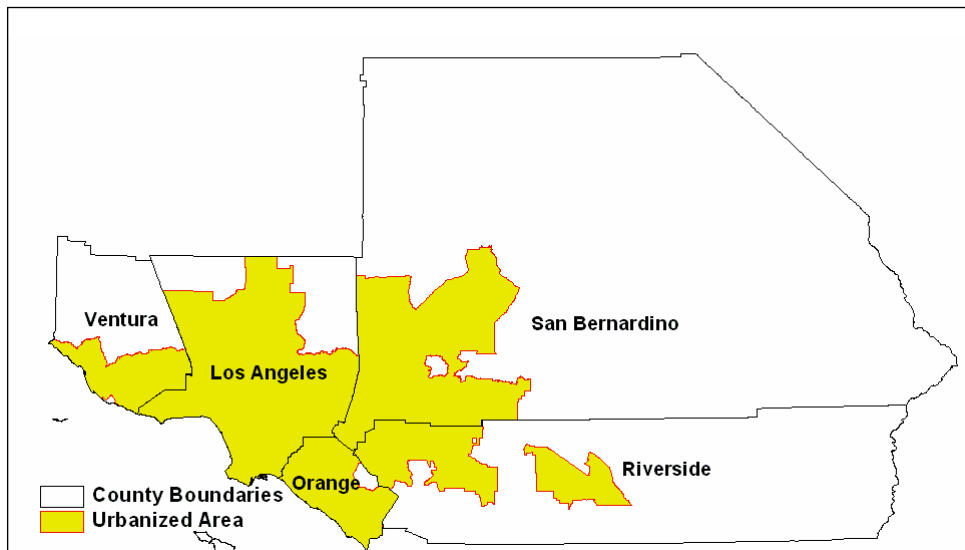 Ventura
San Bernardino
Los Angeles
Riverside
Orange
County Boundaries
Urbanized Area